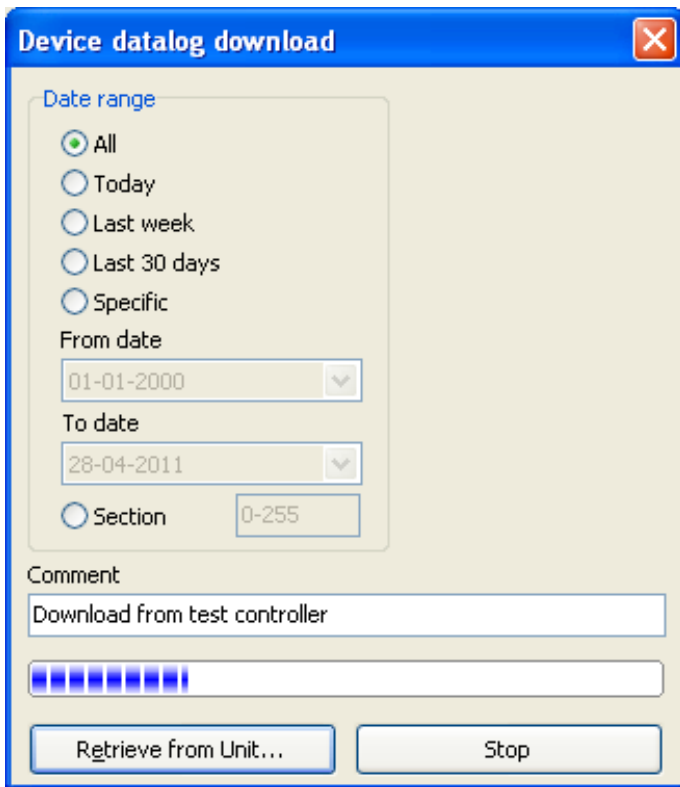 Device datalog download
Date range
All
Today
Last week
Last 30 days
Specific
From date
01-01-2000
To date
28-04-2011
Section 0-255
Comment
Download from test controller
Retrieve from Unit... Stop